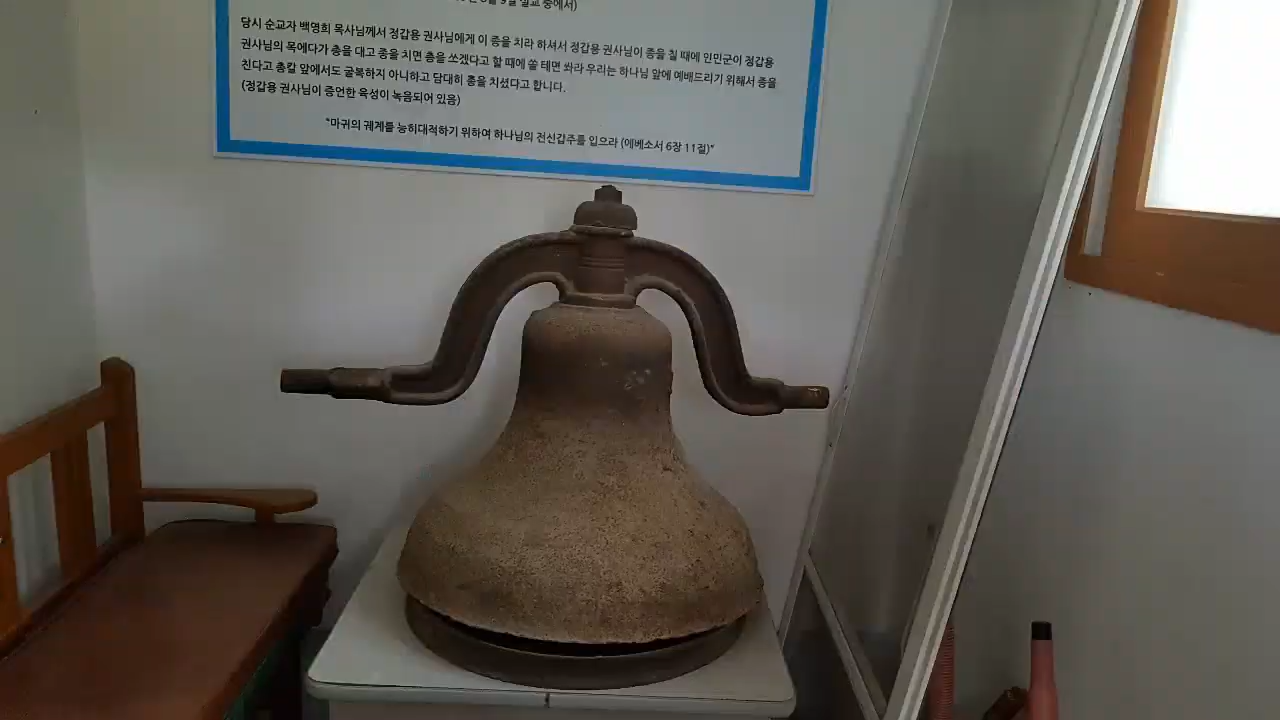 설교 중에서)
당시 순교자 백영희 목사님께서 정갑용 권사님에게 이 종을 치라 하셔서 정갑용 권사님이 종을 칠 때에 인민군이 정갑용
권사님의 목에다가 총을 대고 종을 치면 총을 쏘겠다고 할 때에 쏠 테면 쏴라 우리는 하나님 앞에 예배드리기 위해서 종을
친다고 총칼 앞에서도 굴복하지 아니하고 담대히 종을 치셨다고 합니다.
(정갑용 권사님이 증언한 육성이 녹음되어 있음)
"마귀의 궤계를 능히대적하기 위하여 하나님의 전신갑주를 입으라 (에베소서 6장 11절)"